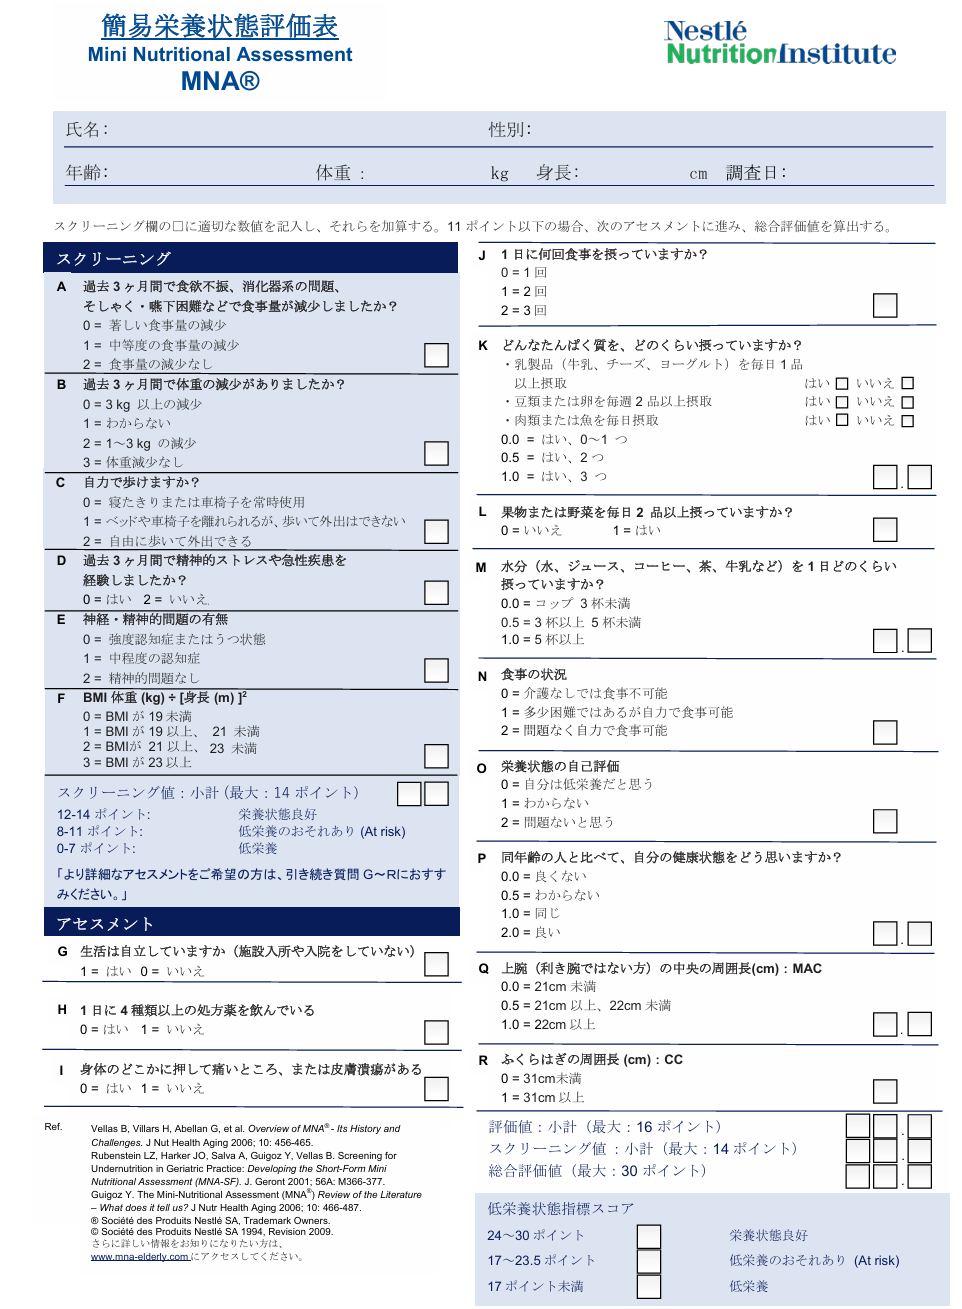 簡易栄養状態評価表
Mini Nutritional Assessment
MNA®
Nestlé
NutritionInstitute
氏名: 性別:
年齢: 体重 : kg 身長: cm 調査日:
スクリーニング欄の□に適切な数値を記入し、それらを加算する。11 ポイント以下の場合、次のアセスメントに進み、総合評価値を算出する。
スクリーニング
A 過去 3 ヶ月間で食欲不振、消化器系の問題、
そしゃく・嚥下困難などで食事量が減少しましたか?
0 = 著しい食事量の減少
1 = 中等度の食事量の減少
2 = 食事量の減少なし
B 過去 3 ヶ月間で体重の減少がありましたか?
0 = 3 kg 以上の減少
1 = わからない
2 = 1~3 kg の減少
3 = 体重減少なし
C 自力で歩けますか?
0 = 寝たきりまたは車椅子を常時使用
1 = ベッドや車椅子を離れられるが、歩いて外出はできない
2 = 自由に歩いて外出できる
D 過去 3 ヶ月間で精神的ストレスや急性疾患を
経験しましたか?
0 = はい 2 = いいえ
E 神経・精神的問題の有無
0 = 強度認知症またはうつ状態
1 = 中程度の認知症
2 = 精神的問題なし
F BMI 体重 (kg) ÷ [身長 (m) ]²
0 = BMI が 19 未満
1 = BMI が 19 以上、 21 未満
2 = BMIが 21 以上、 23 未満
3 = BMI が 23 以上
スクリーニング値 : 小計 (最大 : 14 ポイント)
12-14 ポイント: 栄養状態良好
8-11 ポイント: 低栄養のおそれあり (At risk)
0-7 ポイント: 低栄養
「より詳細なアセスメントをご希望の方は、引き続き質問 G~Rにおすす
みください。」
アセスメント
G 生活は自立していますか(施設入所や入院をしていない)
1 = はい 0 = いいえ
H 1 日に 4 種類以上の処方薬を飲んでいる
0 = はい 1 = いいえ
I 身体のどこかに押して痛いところ、または皮膚潰瘍がある
0 = はい 1 = いいえ
Ref. Vellas B, Villars H, Abellan G, et al. Overview of MNA® - Its History and
Challenges. J Nut Health Aging 2006; 10: 456-465.
Rubenstein LZ, Harker JO, Salva A, Guigoz Y, Vellas B. Screening for
Undernutrition in Geriatric Practice: Developing the Short-Form Mini
Nutritional Assessment (MNA-SF). J. Geront 2001; 56A: M366-377.
Guigoz Y. The Mini-Nutritional Assessment (MNA®) Review of the Literature
– What does it tell us? J Nutr Health Aging 2006; 10: 466-487.
® Société des Produits Nestlé SA, Trademark Owners.
© Société des Produits Nestlé SA 1994, Revision 2009.
さらに詳しい情報をお知りになりたい方は、
www.mna-elderly.com にアクセスしてください。
J 1 日に何回食事を摂っていますか?
0 = 1 回
1 = 2 回
2 = 3 回
K どんなたんぱく質を、どのくらい摂っていますか?
・乳製品(牛乳、チーズ、ヨーグルト)を毎日 1 品
以上摂取 はい □ いいえ □
・豆類または卵を毎週 2 品以上摂取 はい □ いいえ □
・肉類または魚を毎日摂取 はい □ いいえ □
0.0 = はい、0~1 つ
0.5 = はい、2 つ
1.0 = はい、3 つ
L 果物または野菜を毎日 2 品以上摂っていますか?
0 = いいえ 1 = はい
M 水分(水、ジュース、コーヒー、茶、牛乳など)を 1 日どのくらい
摂っていますか?
0.0 = コップ 3 杯未満
0.5 = 3 杯以上 5 杯未満
1.0 = 5 杯以上
N 食事の状況
0 = 介護なしでは食事不可能
1 = 多少困難ではあるが自力で食事可能
2 = 問題なく自力で食事可能
O 栄養状態の自己評価
0 = 自分は低栄養だと思う
1 = わからない
2 = 問題ないと思う
P 同年齢の人と比べて、自分の健康状態をどう思いますか?
0.0 = 良くない
0.5 = わからない
1.0 = 同じ
2.0 = 良い
Q 上腕(利き腕ではない方)の中央の周囲長(cm) : MAC
0.0 = 21cm 未満
0.5 = 21cm 以上、22cm 未満
1.0 = 22cm 以上
R ふくらはぎの周囲長 (cm) : CC
0 = 31cm未満
1 = 31cm 以上
評価値 : 小計(最大 : 16 ポイント)
スクリーニング値 : 小計(最大 : 14 ポイント)
総合評価値(最大 : 30 ポイント)
低栄養状態指標スコア
24~30 ポイント 栄養状態良好
17~23.5 ポイント 低栄養のおそれあり (At risk)
17 ポイント未満 低栄養